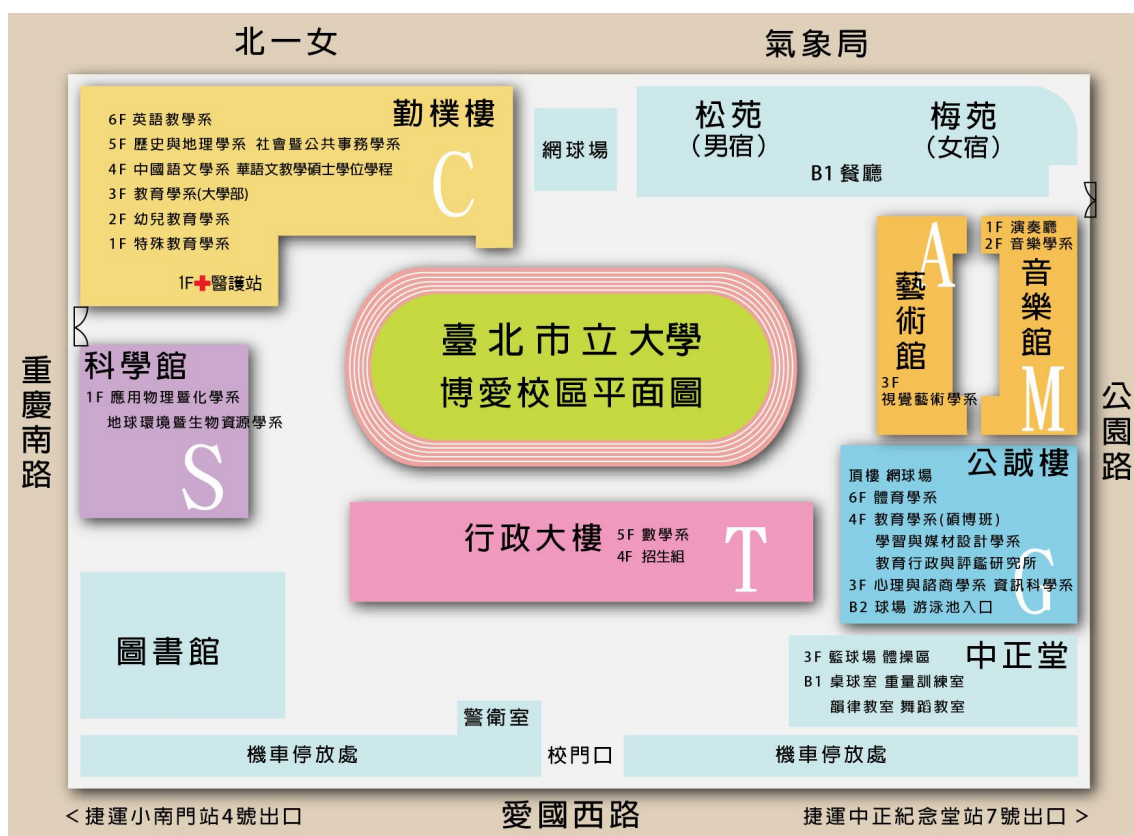 北一女
氣象局
勤樸樓
6F 英語教學系
5F 歷史與地理學系 社會暨公共事務學系
4F 中國語文學系 華語文教學碩士學位學程
3F 教育學系(大學部)
2F 幼兒教育學系
1F 特殊教育學系
1F醫護站
C
網球場
松苑
(男宿)
梅苑
(女宿)
B1 餐廳
A
藝術館
3F
視覺藝術學系
1F 演奏廳
2F 音樂學系
音樂館
M
臺北市立大學
博愛校區平面圖
重慶南路
科學館
1F 應用物理暨化學系
地球環境暨生物資源學系
S
公園路
公誠樓
頂樓 網球場
6F 體育學系
4F 教育學系(碩博班)
學習與媒材設計學系
教育行政與評鑑研究所
3F 心理與諮商學系 資訊科學系
B2 球場 游泳池入口
G
行政大樓
5F 數學系
4F 招生組
T
圖書館
中正堂
3F 籃球場 體操區
B1 桌球室 重量訓練室
韻律教室 舞蹈教室
警衛室
機車停放處
校門口
機車停放處
<捷運小南門站4號出口
愛國西路
捷運中正紀念堂站7號出口>